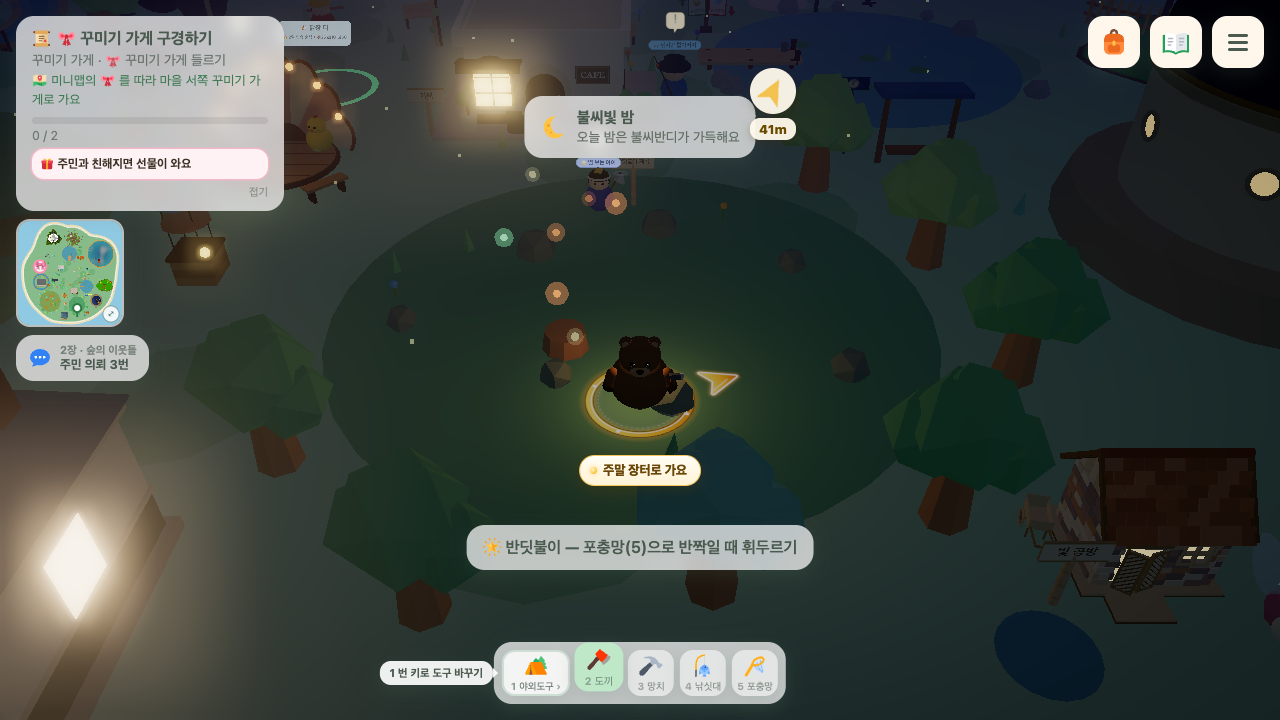 꾸미기 가게 구경하기
꾸미기 가게 · 꾸미기 가게 들르기
미니맵의 를 따라 마을 서쪽 꾸미기 가
게로 가요
0 / 2
주민과 친해지면 선물이 와요
접기
2장 · 숲의 이웃들
주민 의뢰 3번
CAFE
불씨빛 밤
오늘 밤은 불씨반디가 가득해요
41m
주말 장터로 가요
반딧불이 — 포충망(5)으로 반짝일 때 휘두르기
빛 공방
1 번 키로 도구 바꾸기
1 야외도구 ›
2 도끼
3 망치
4 낚싯대
5 포충망